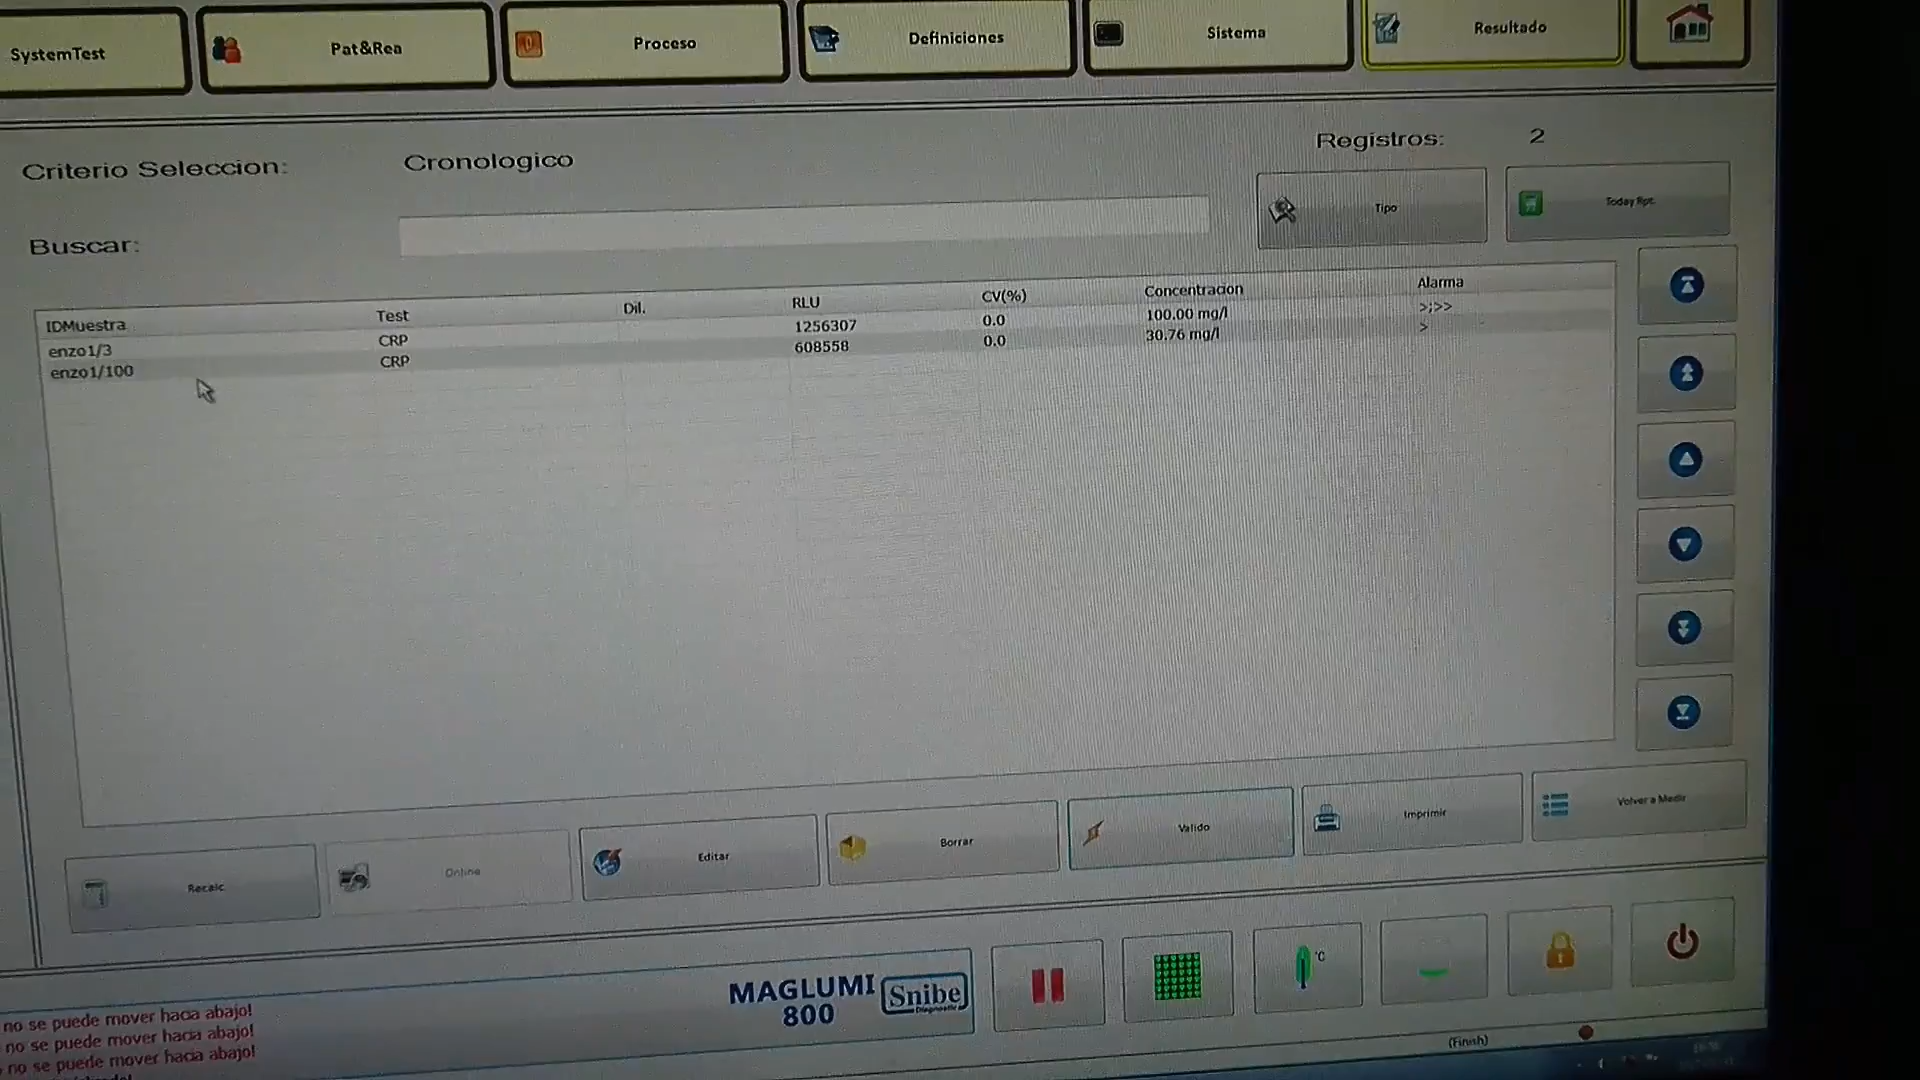 SystemTest Pat&Rea Proceso Definiciones Sistema Resultado
Criterio Seleccion: Cronologico Registros: 2
Tipo Today Rpt.
Buscar:
IDMuestra Test Dil. RLU CV(%) Concentracion Alarma
enzo1/3 CRP 1256307 0.0 100.00 mg/l >;>>
enzo1/100 CRP 608558 0.0 30.76 mg/l >
Recalc Online Editar Borrar Valido Imprimir Volver a Medir
MAGLUMI 800 Snibe Diagnostic °C
no se puede mover hacia abajo!
no se puede mover hacia abajo!
no se puede mover hacia abajo!
(Finish)